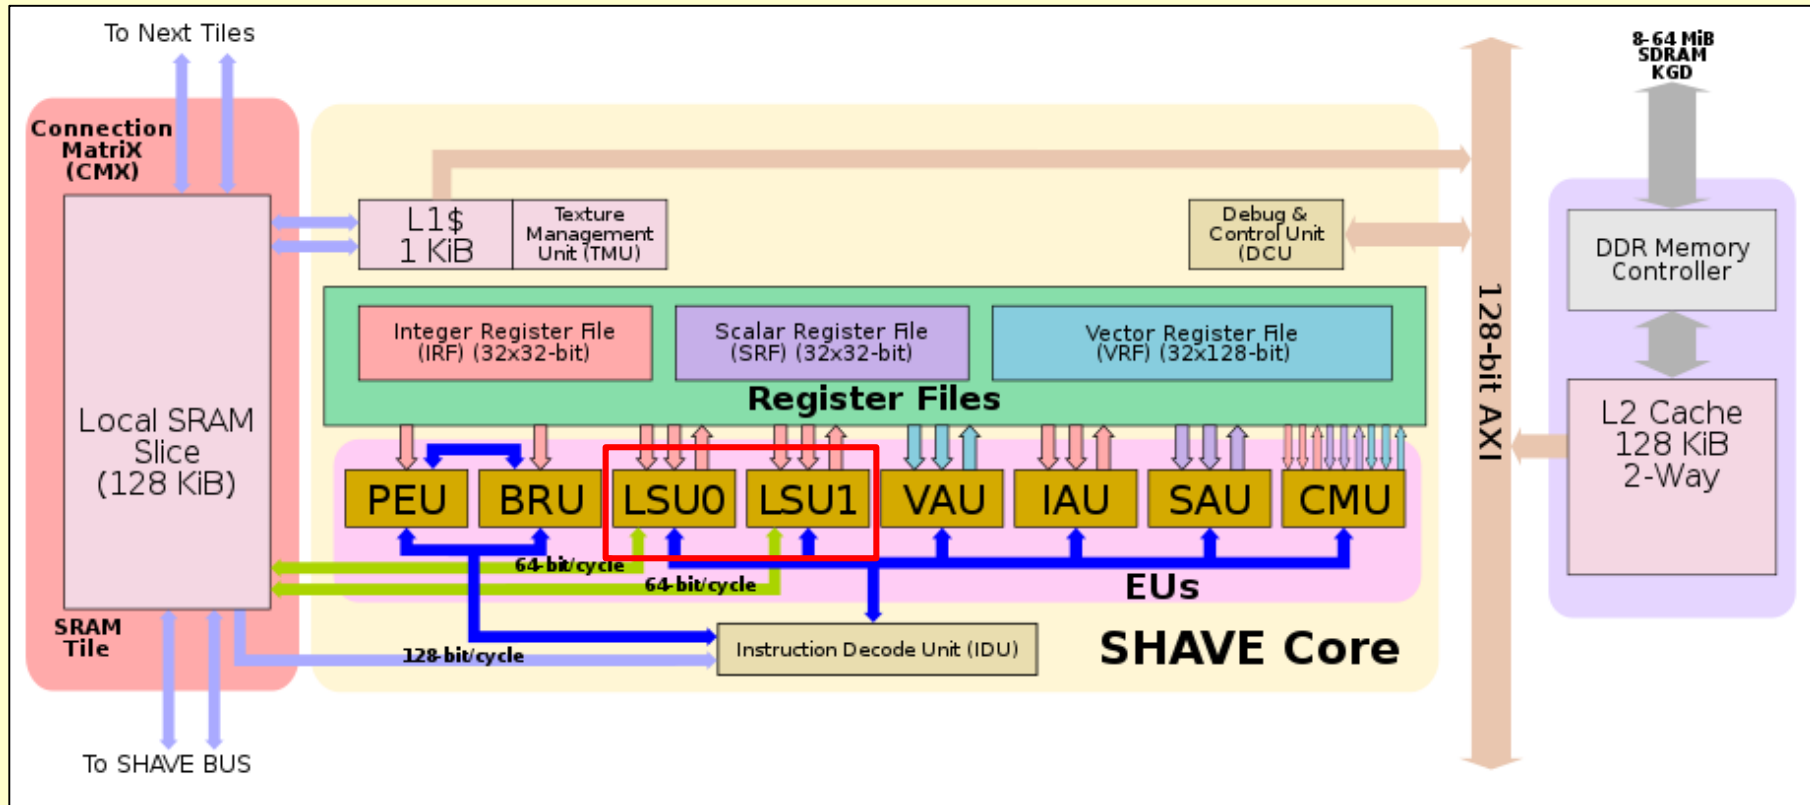 To Next Tiles
8-64 MiB
SDRAM
KGD
Connection
MatriX
(CMX)
L1$
1 KiB
Texture
Management
Unit (TMU)
Debug &
Control Unit
(DCU
DDR Memory
Controller
Integer Register File
(IRF) (32x32-bit)
Scalar Register File
(SRF) (32x32-bit)
Vector Register File
(VRF) (32x128-bit)
Register Files
128-bit AXI
Local SRAM
Slice
(128 KiB)
L2 Cache
128 KiB
2-Way
PEU
BRU
LSU0
LSU1
VAU
IAU
SAU
CMU
64-bit/cycle
64-bit/cycle
EUs
SRAM
Tile
128-bit/cycle
Instruction Decode Unit (IDU)
SHAVE Core
To SHAVE BUS